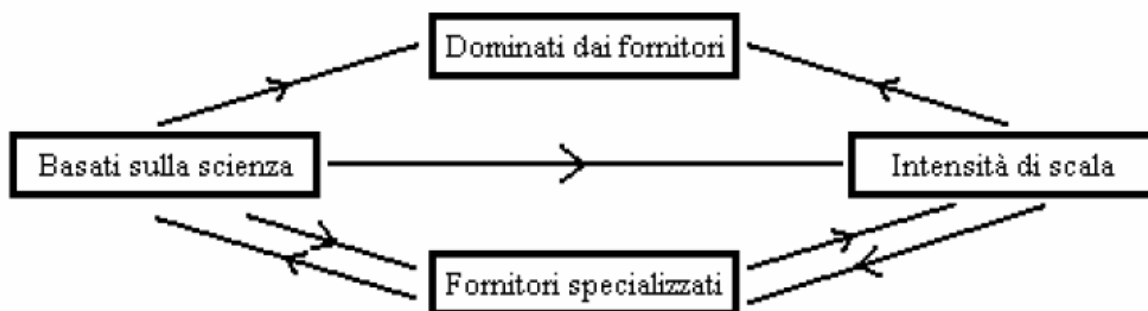 Dominati dai fornitori
Basati sulla scienza
Intensità di scala
Fornitori specializzati